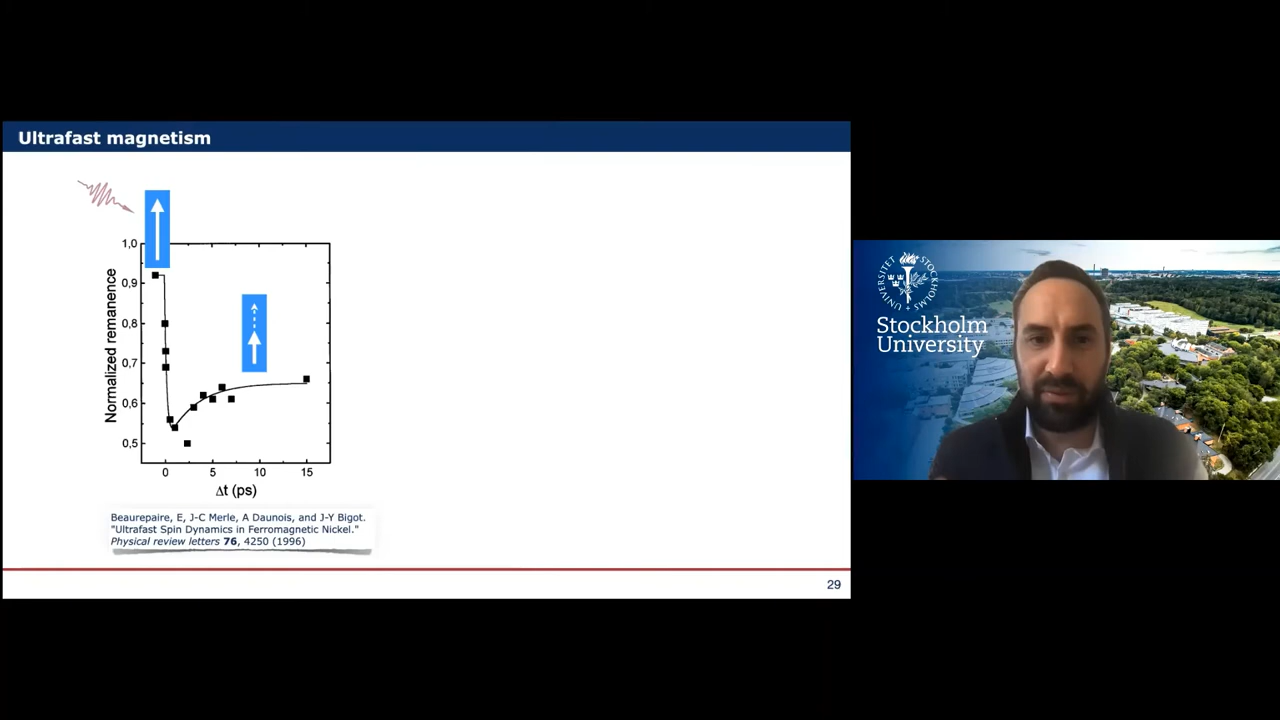 Ultrafast magnetism
1,0
0,9
0,8
0,7
0,6
0,5
Normalized remanence
0 5 10 15
Δt (ps)
Beaurepaire, E, J-C Merle, A Daunois, and J-Y Bigot.
"Ultrafast Spin Dynamics in Ferromagnetic Nickel."
Physical review letters 76, 4250 (1996)
29
STOCKHOLMS
UNIVERSITET
Stockholm
University